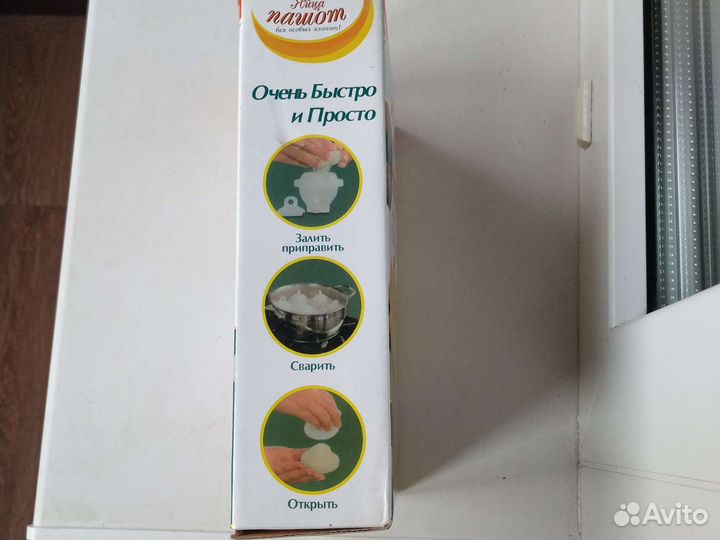 Яйца
пашот
без особых хлопот!
Очень Быстро
и Просто
Залить
приправить
Сварить
Открыть
Avito